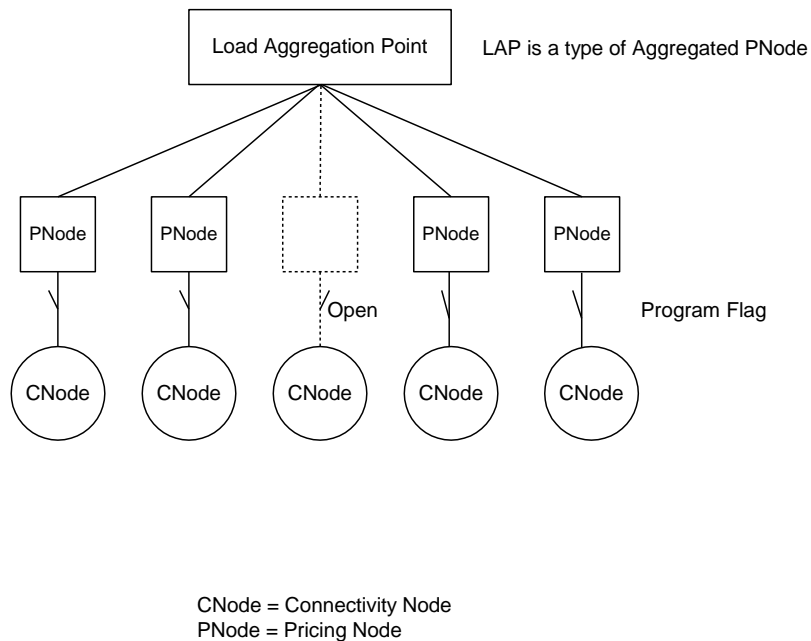 Load Aggregation Point
LAP is a type of Aggregated PNode
PNode
PNode
PNode
PNode
Open
Program Flag
CNode
CNode
CNode
CNode
CNode
CNode = Connectivity Node
PNode = Pricing Node